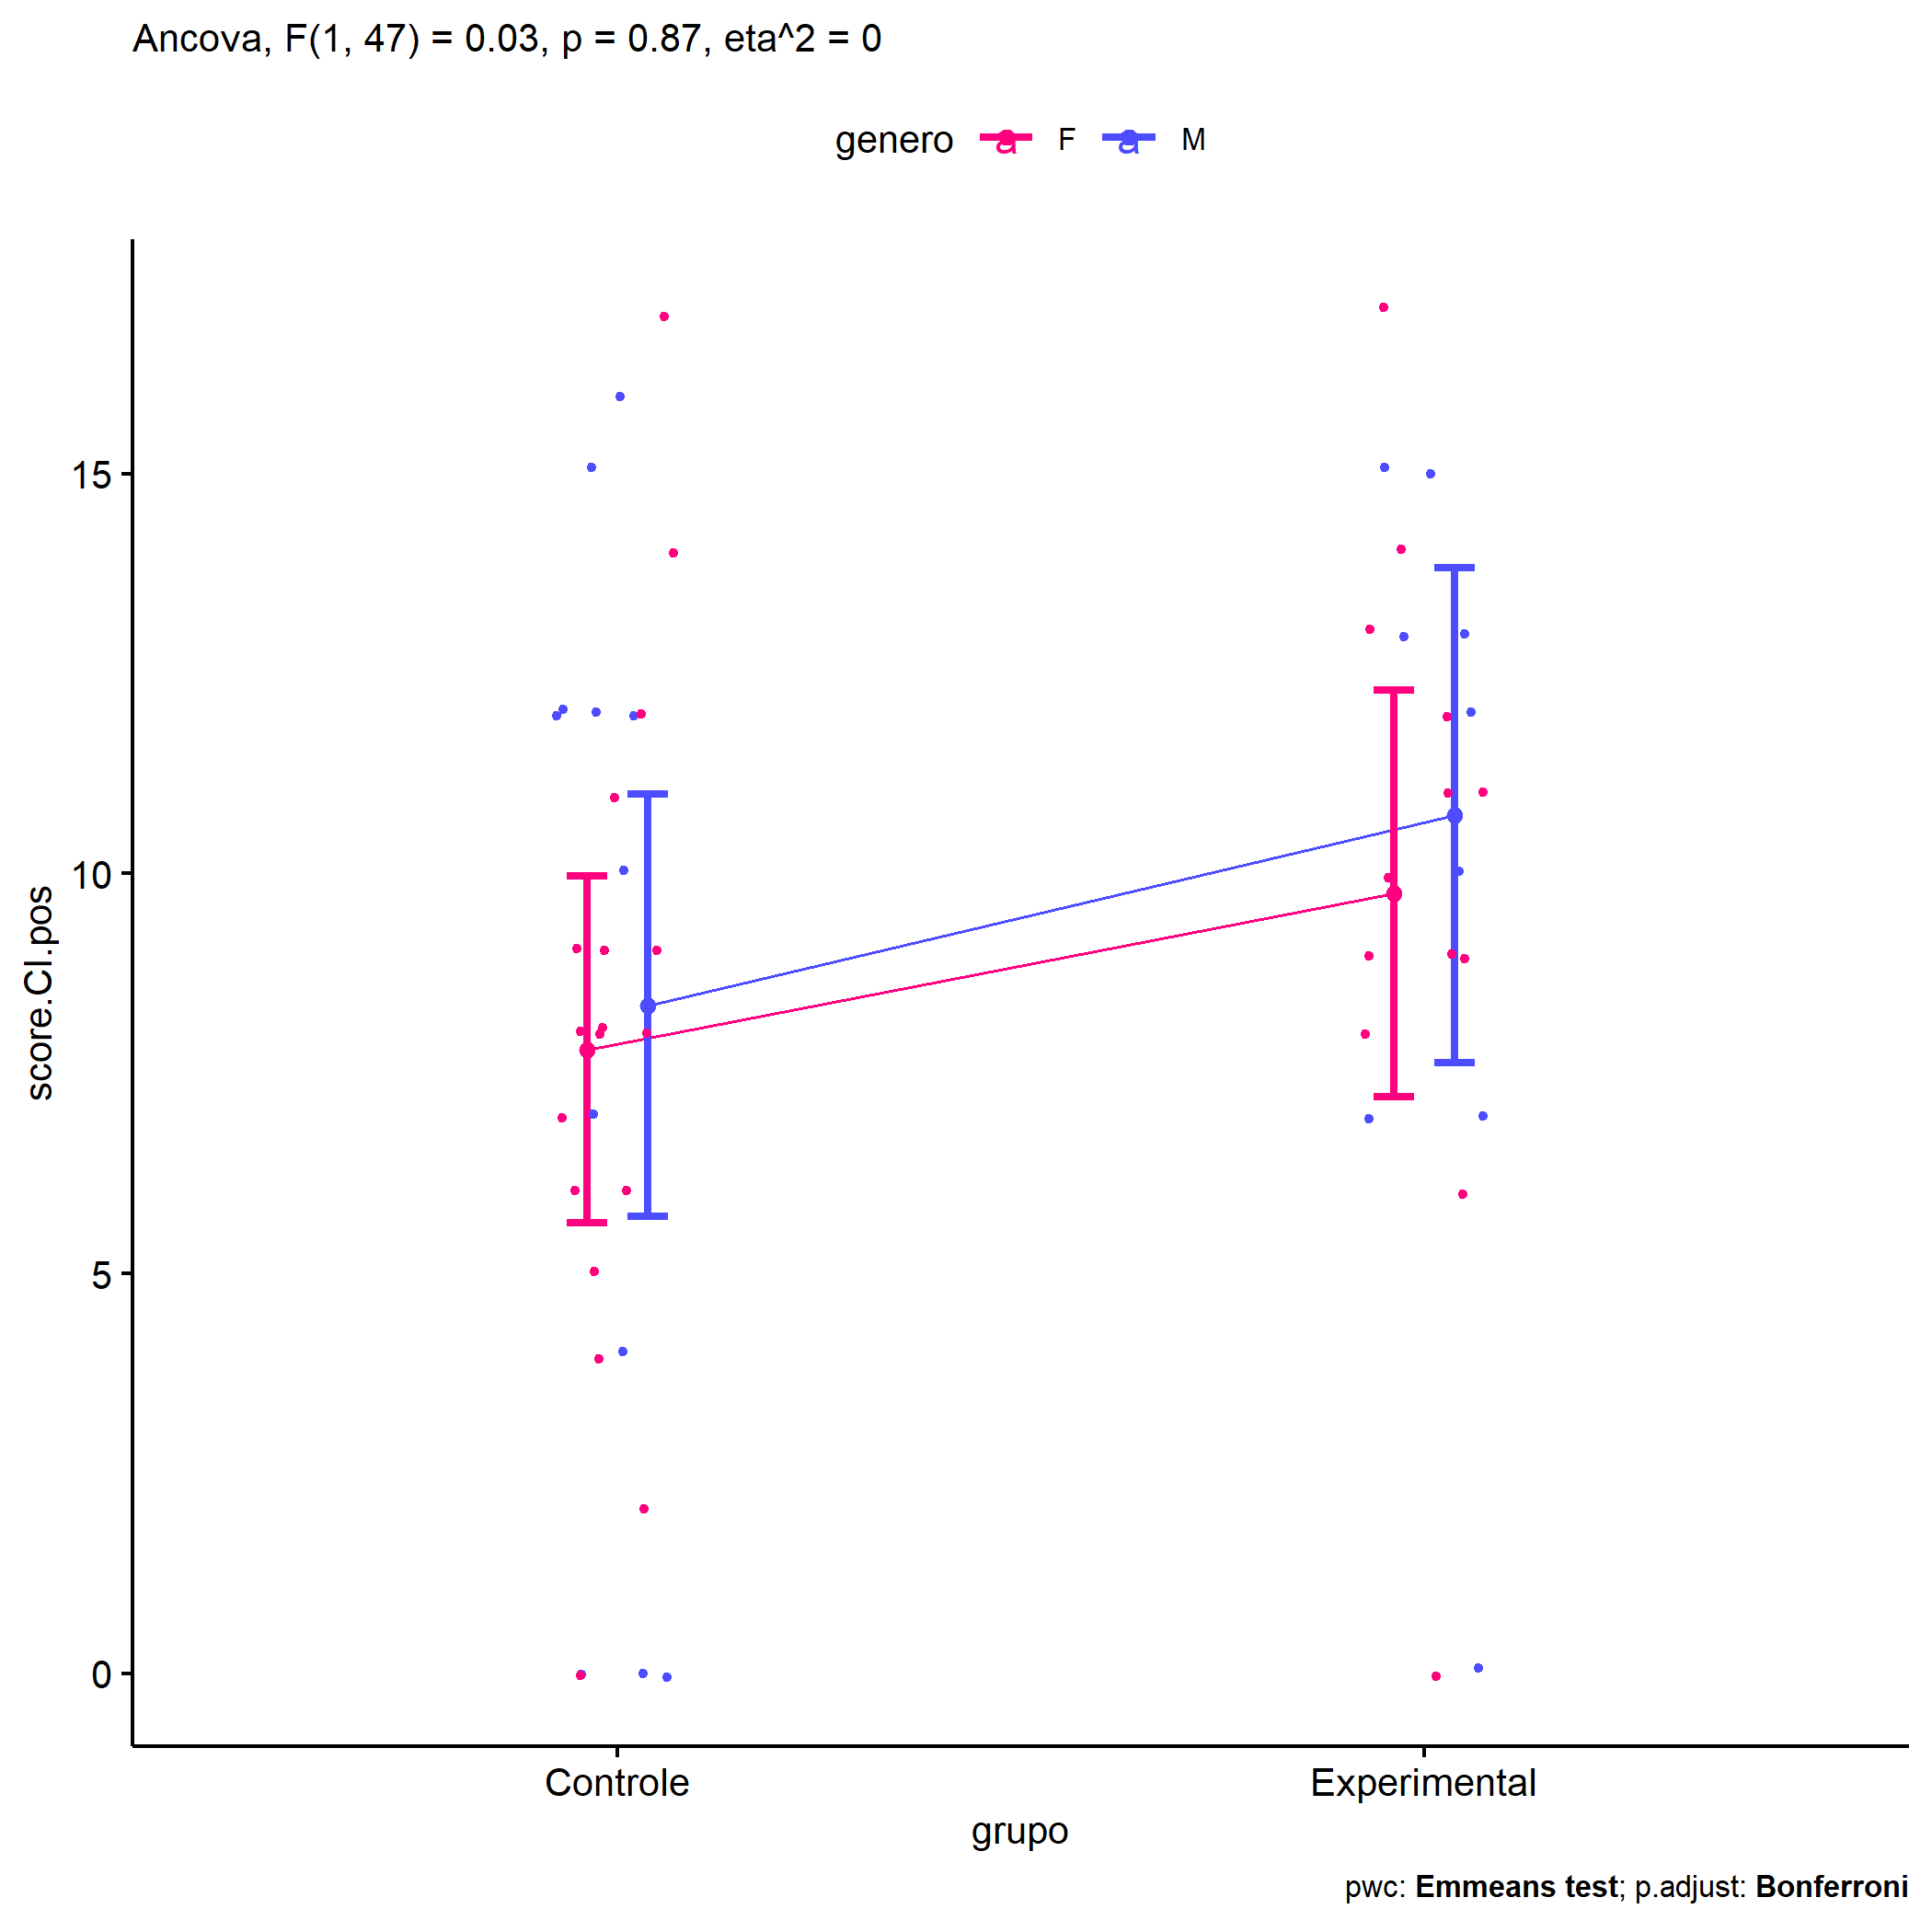 Ancova, F(1, 47) = 0.03, p = 0.87, eta^2 = 0
genero a F a M
score.CI.pos
15
10
5
0
Controle Experimental
grupo
pwc: Emmeans test; p.adjust: Bonferroni